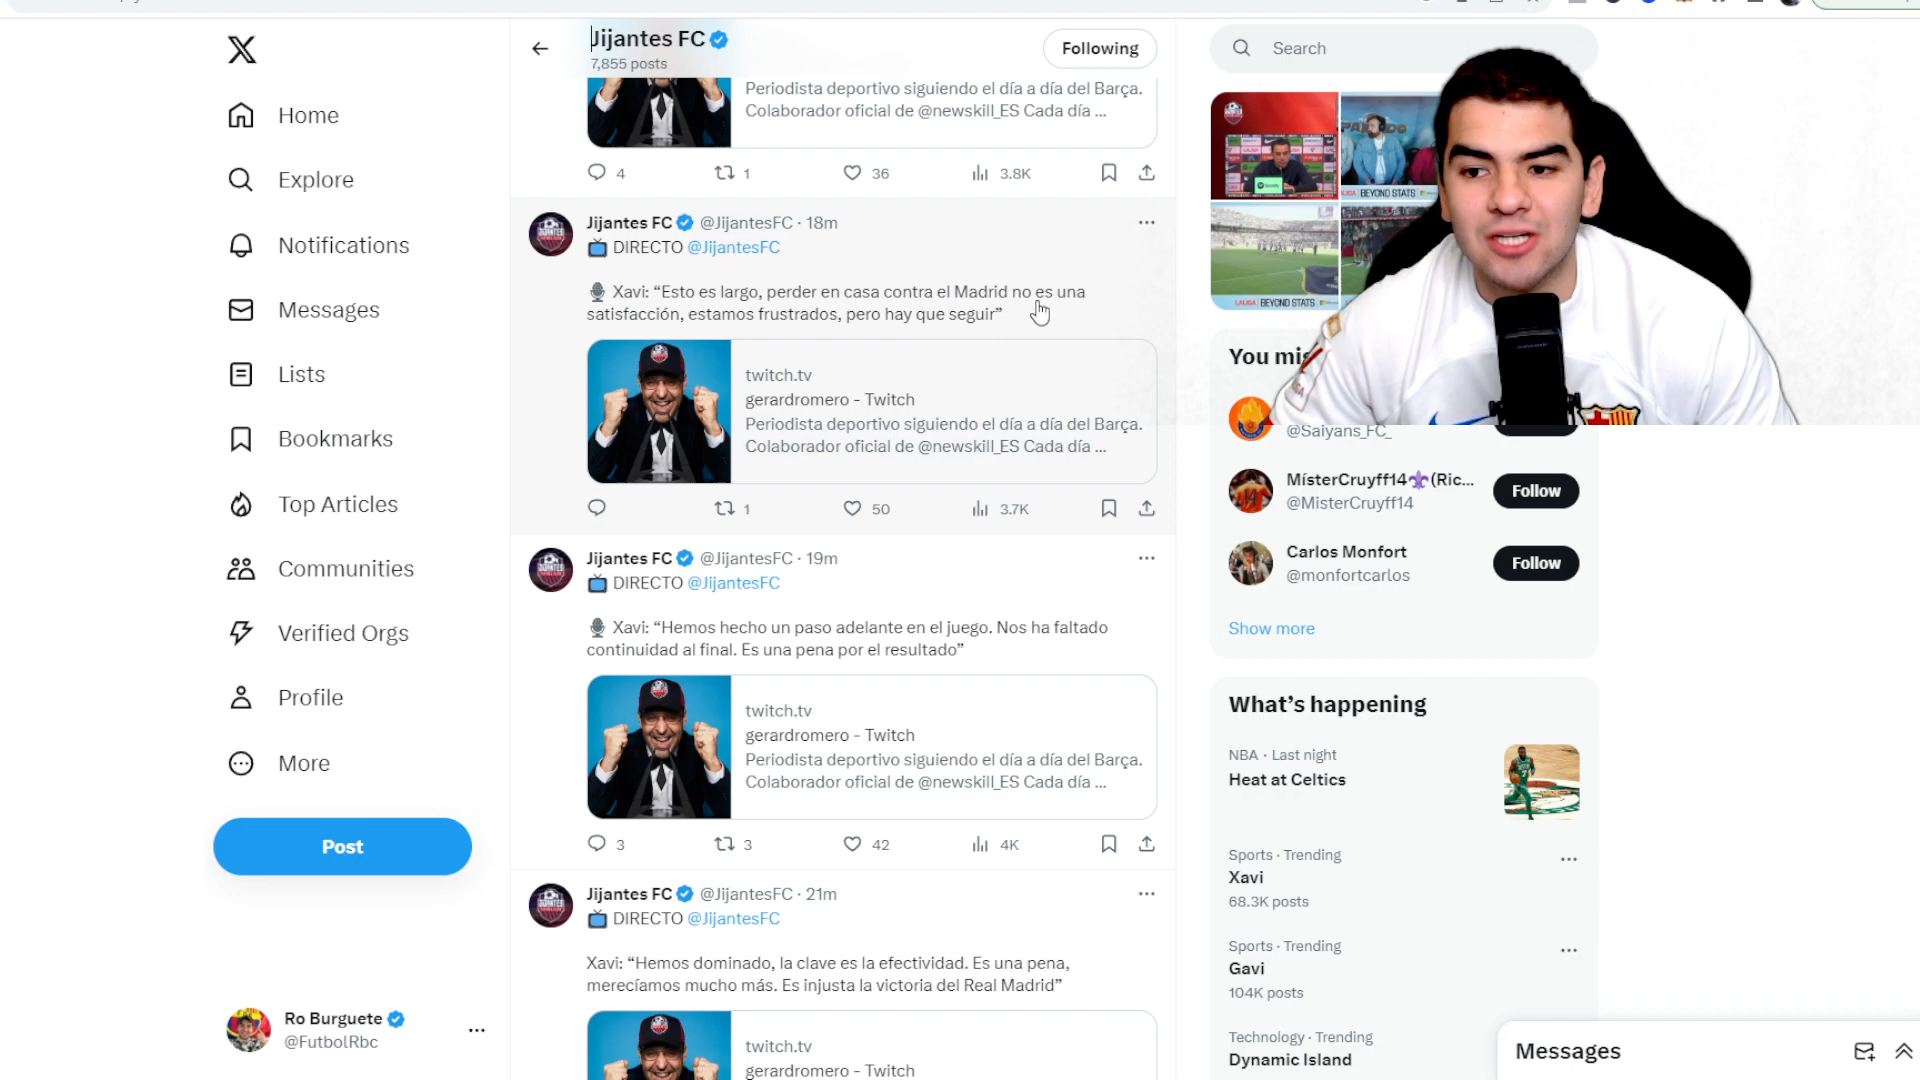 Jijantes FC
7,855 posts
Following
Search
Home
Explore
Notifications
Messages
Lists
Bookmarks
Top Articles
Communities
Verified Orgs
Profile
More
Post
Ro Burguete
@FutbolRbc
Periodista deportivo siguiendo el día a día del Barça.
Colaborador oficial de @newskill_ES Cada día ...
4
1
36
3.8K
Jijantes FC @JijantesFC · 18m
DIRECTO @JijantesFC
Xavi: “Esto es largo, perder en casa contra el Madrid no es una
satisfacción, estamos frustrados, pero hay que seguir”
twitch.tv
gerardromero - Twitch
Periodista deportivo siguiendo el día a día del Barça.
Colaborador oficial de @newskill_ES Cada día ...
1
50
3.7K
Jijantes FC @JijantesFC · 19m
DIRECTO @JijantesFC
Xavi: “Hemos hecho un paso adelante en el juego. Nos ha faltado
continuidad al final. Es una pena por el resultado”
twitch.tv
gerardromero - Twitch
Periodista deportivo siguiendo el día a día del Barça.
Colaborador oficial de @newskill_ES Cada día ...
3
3
42
4K
Jijantes FC @JijantesFC · 21m
DIRECTO @JijantesFC
Xavi: “Hemos dominado, la clave es la efectividad. Es una pena,
merecíamos mucho más. Es injusta la victoria del Real Madrid”
twitch.tv
gerardromero - Twitch
BEYOND STATS
LALIGA BEYOND STATS
You mi
@Saiyans_FC_
MísterCruyff14⚜(Ric...
@MisterCruyff14
Follow
Carlos Monfort
@monfortcarlos
Follow
Show more
What’s happening
NBA · Last night
Heat at Celtics
Sports · Trending
Xavi
68.3K posts
Sports · Trending
Gavi
104K posts
Technology · Trending
Dynamic Island
Messages